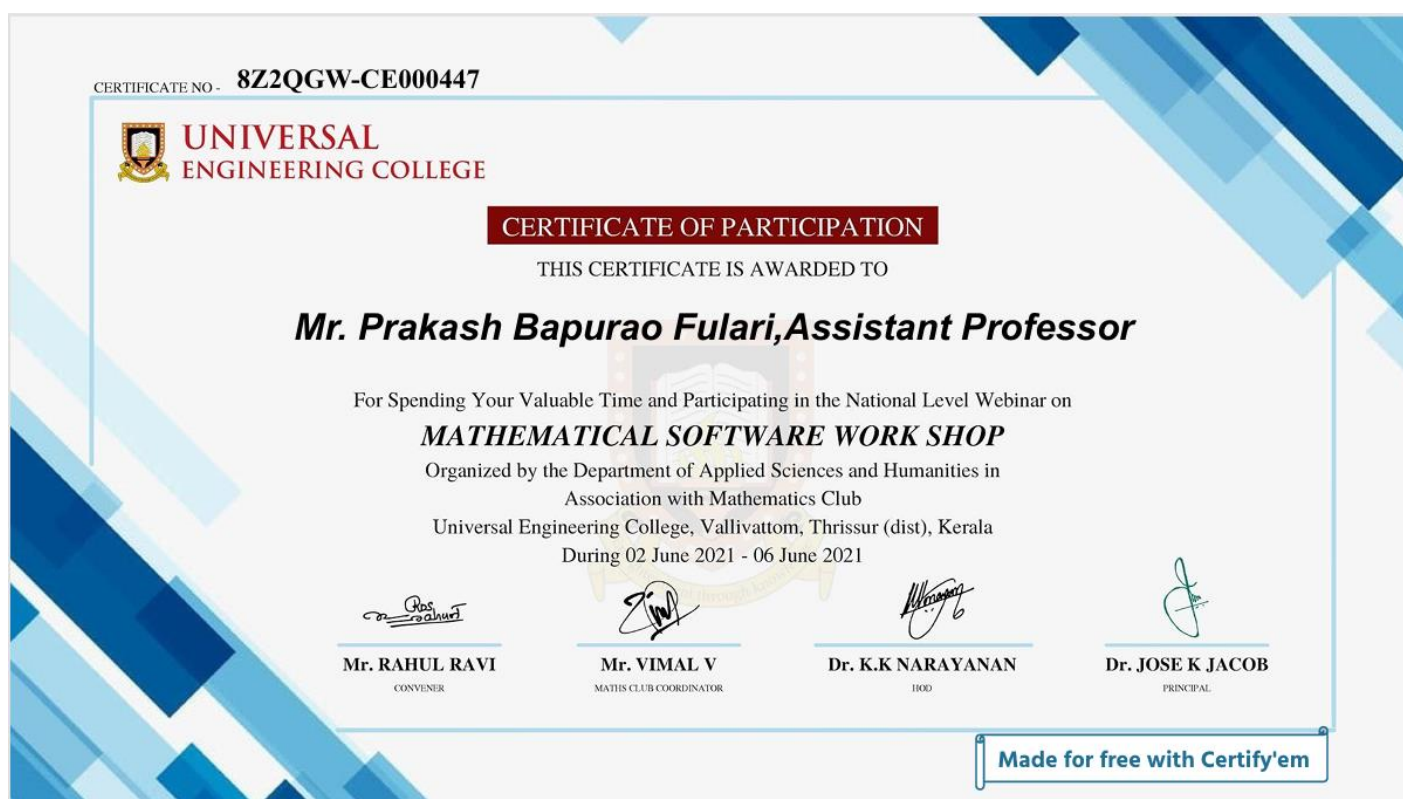 CERTIFICATE NO - 8Z2QGW-CE000447
UNIVERSAL
ENGINEERING COLLEGE
CERTIFICATE OF PARTICIPATION
THIS CERTIFICATE IS AWARDED TO
Mr. Prakash Bapurao Fulari,Assistant Professor
For Spending Your Valuable Time and Participating in the National Level Webinar on
MATHEMATICAL SOFTWARE WORK SHOP
Organized by the Department of Applied Sciences and Humanities in
Association with Mathematics Club
Universal Engineering College, Vallivattom, Thrissur (dist), Kerala
During 02 June 2021 - 06 June 2021
Mr. RAHUL RAVI
CONVENER
Mr. VIMAL V
MATHS CLUB COORDINATOR
Dr. K.K NARAYANAN
HOD
Dr. JOSE K JACOB
PRINCIPAL
Made for free with Certify'em